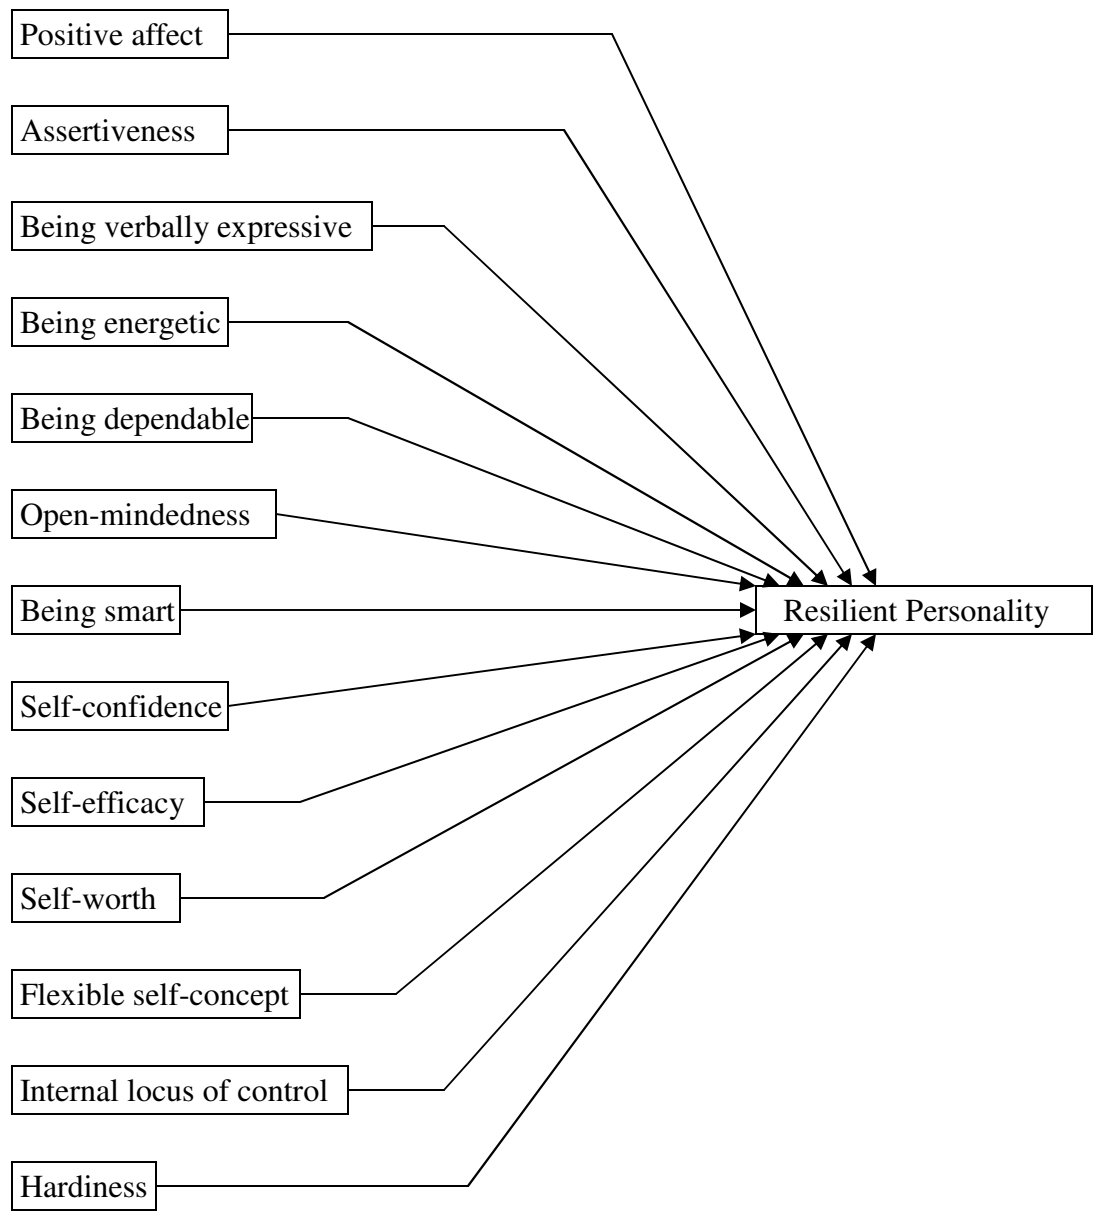 Positive affect
Assertiveness
Being verbally expressive
Being energetic
Being dependable
Open-mindedness
Being smart
Resilient Personality
Self-confidence
Self-efficacy
Self-worth
Flexible self-concept
Internal locus of control
Hardiness